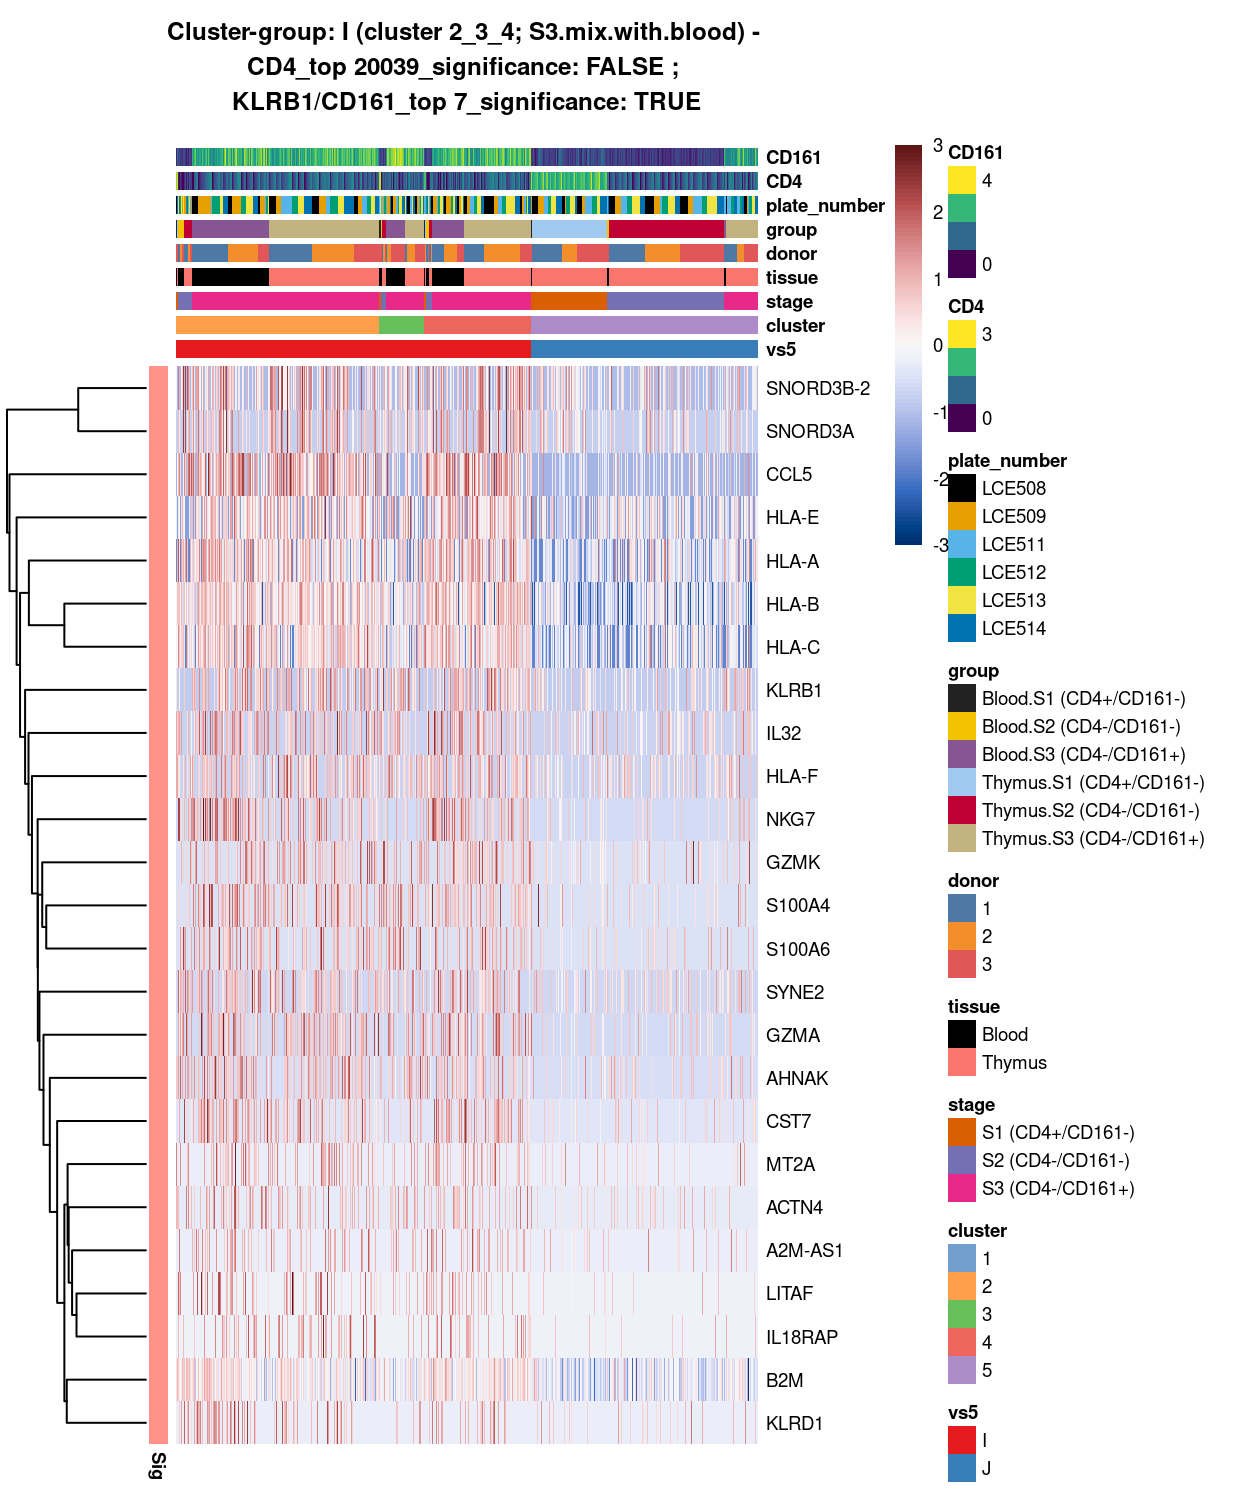 Cluster-group: I (cluster 2_3_4; S3.mix.with.blood) -
CD4_top 20039_significance: FALSE ;
KLRB1/CD161_top 7_significance: TRUE
CD161
CD4
plate_number
group
donor
tissue
stage
cluster
vs5
SNORD3B-2
SNORD3A
CCL5
HLA-E
HLA-A
HLA-B
HLA-C
KLRB1
IL32
HLA-F
NKG7
GZMK
S100A4
S100A6
SYNE2
GZMA
AHNAK
CST7
MT2A
ACTN4
A2M-AS1
LITAF
IL18RAP
B2M
KLRD1
Sig
3
2
1
0
-1
-2
-3
CD161
4
0
CD4
3
0
plate_number
LCE508
LCE509
LCE511
LCE512
LCE513
LCE514
group
Blood.S1 (CD4+/CD161-)
Blood.S2 (CD4-/CD161-)
Blood.S3 (CD4-/CD161+)
Thymus.S1 (CD4+/CD161-)
Thymus.S2 (CD4-/CD161-)
Thymus.S3 (CD4-/CD161+)
donor
1
2
3
tissue
Blood
Thymus
stage
S1 (CD4+/CD161-)
S2 (CD4-/CD161-)
S3 (CD4-/CD161+)
cluster
1
2
3
4
5
vs5
I
J